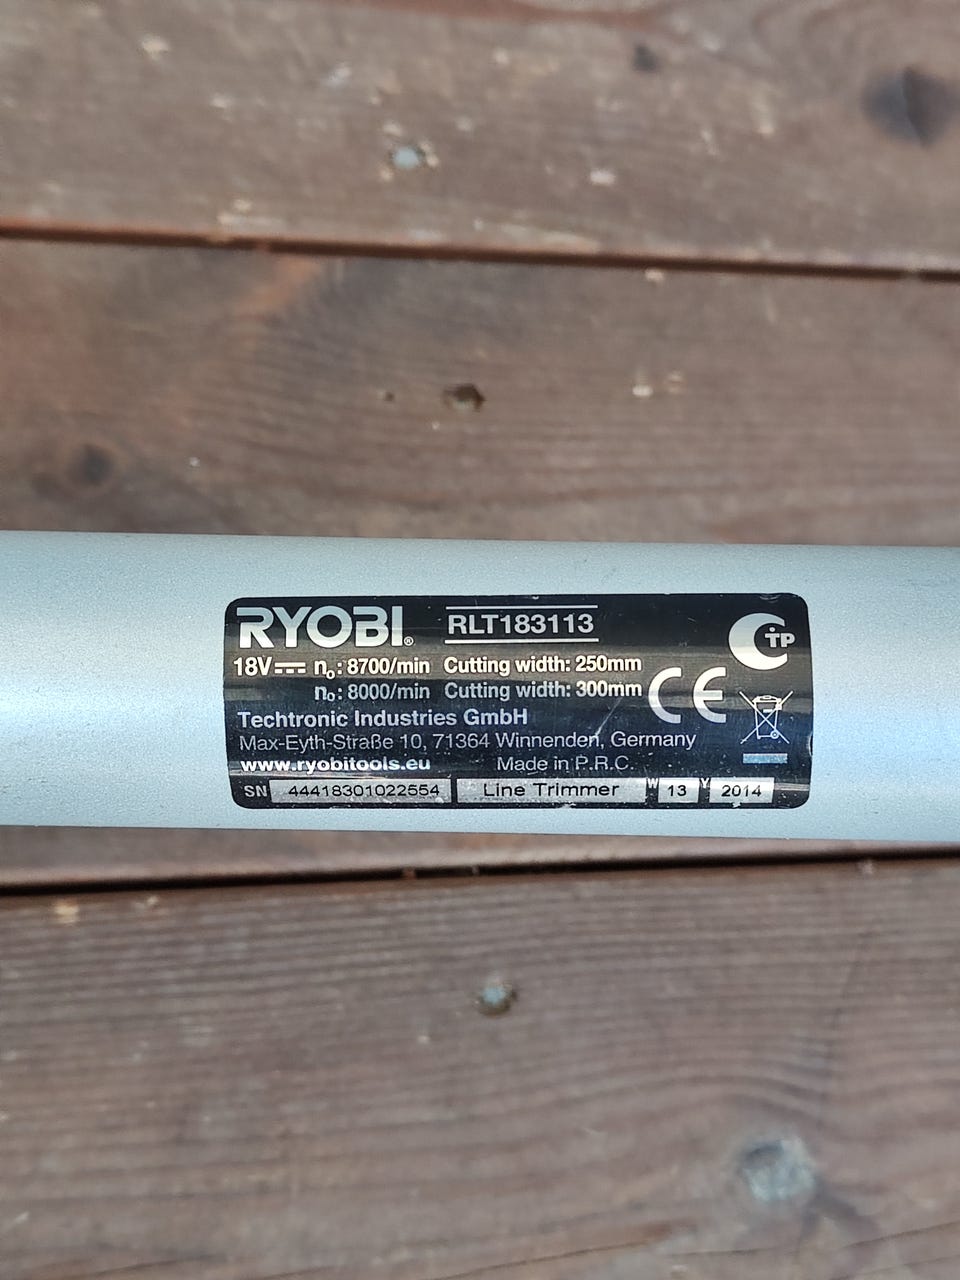 RYOBI® RLT183113
18V n₀: 8700/min Cutting width: 250mm
n₀: 8000/min Cutting width: 300mm
Techtronic Industries GmbH
Max-Eyth-Straße 10, 71364 Winnenden, Germany
www.ryobitools.eu Made in P.R.C.
SN 44418301022554 Line Trimmer W 13 Y 2014
CTP
CE